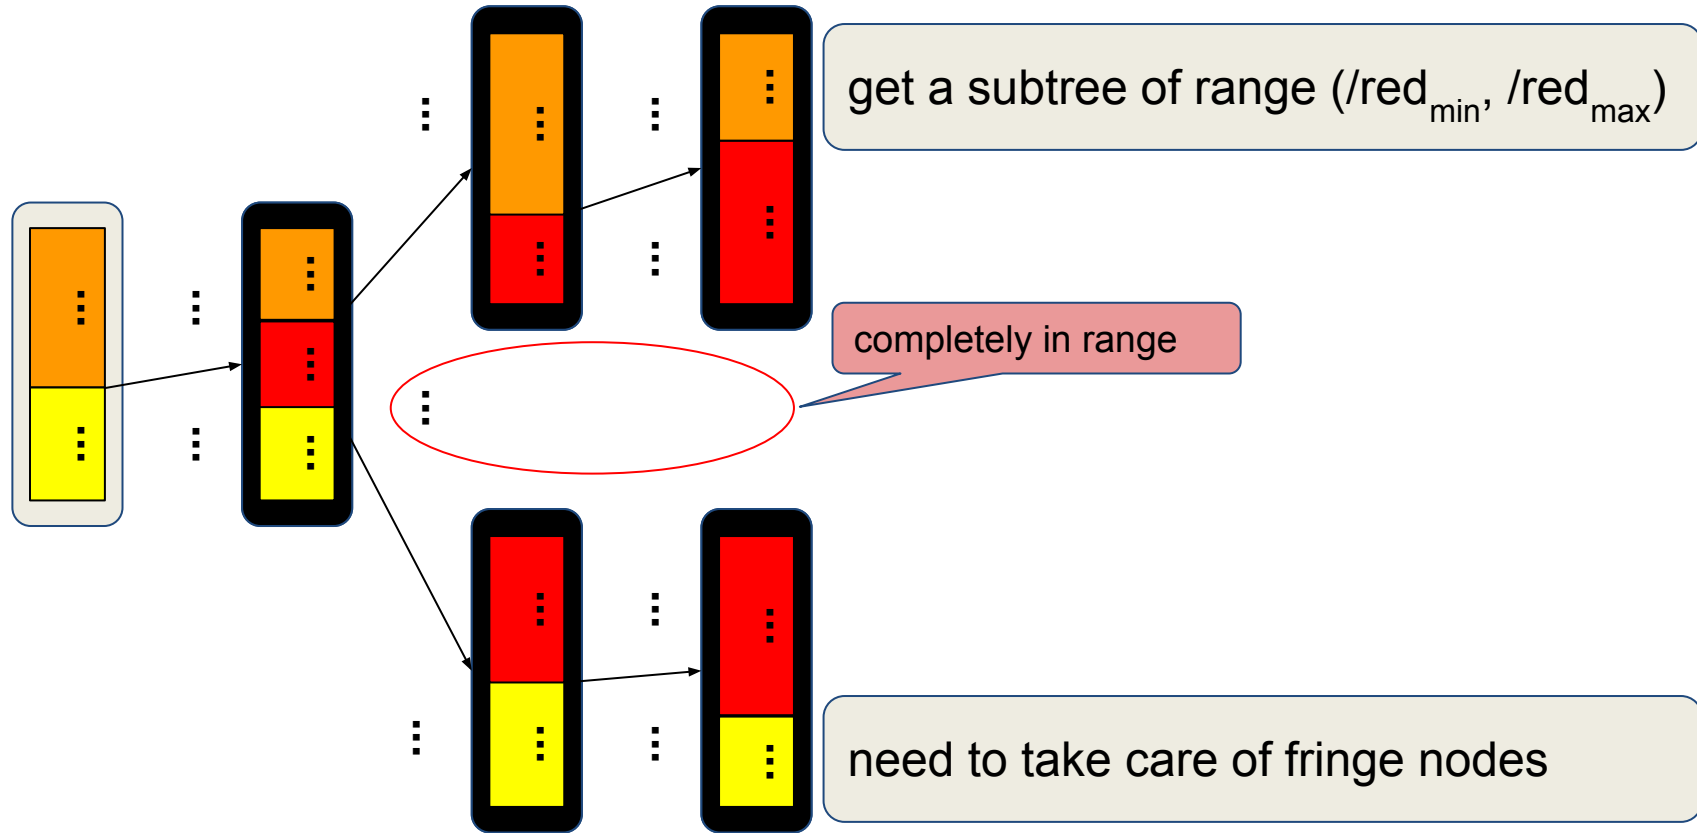 get a subtree of range (/red_min, /red_max)
completely in range
need to take care of fringe nodes